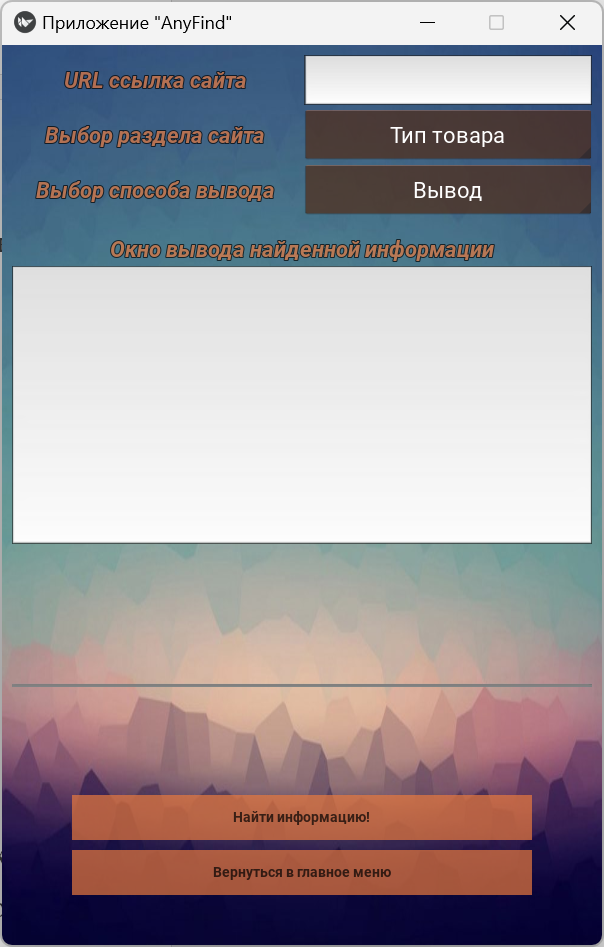 Приложение "AnyFind"
URL ссылка сайта
Выбор раздела сайта
Тип товара
Выбор способа вывода
Вывод
Окно вывода найденной информации
Найти информацию!
Вернуться в главное меню